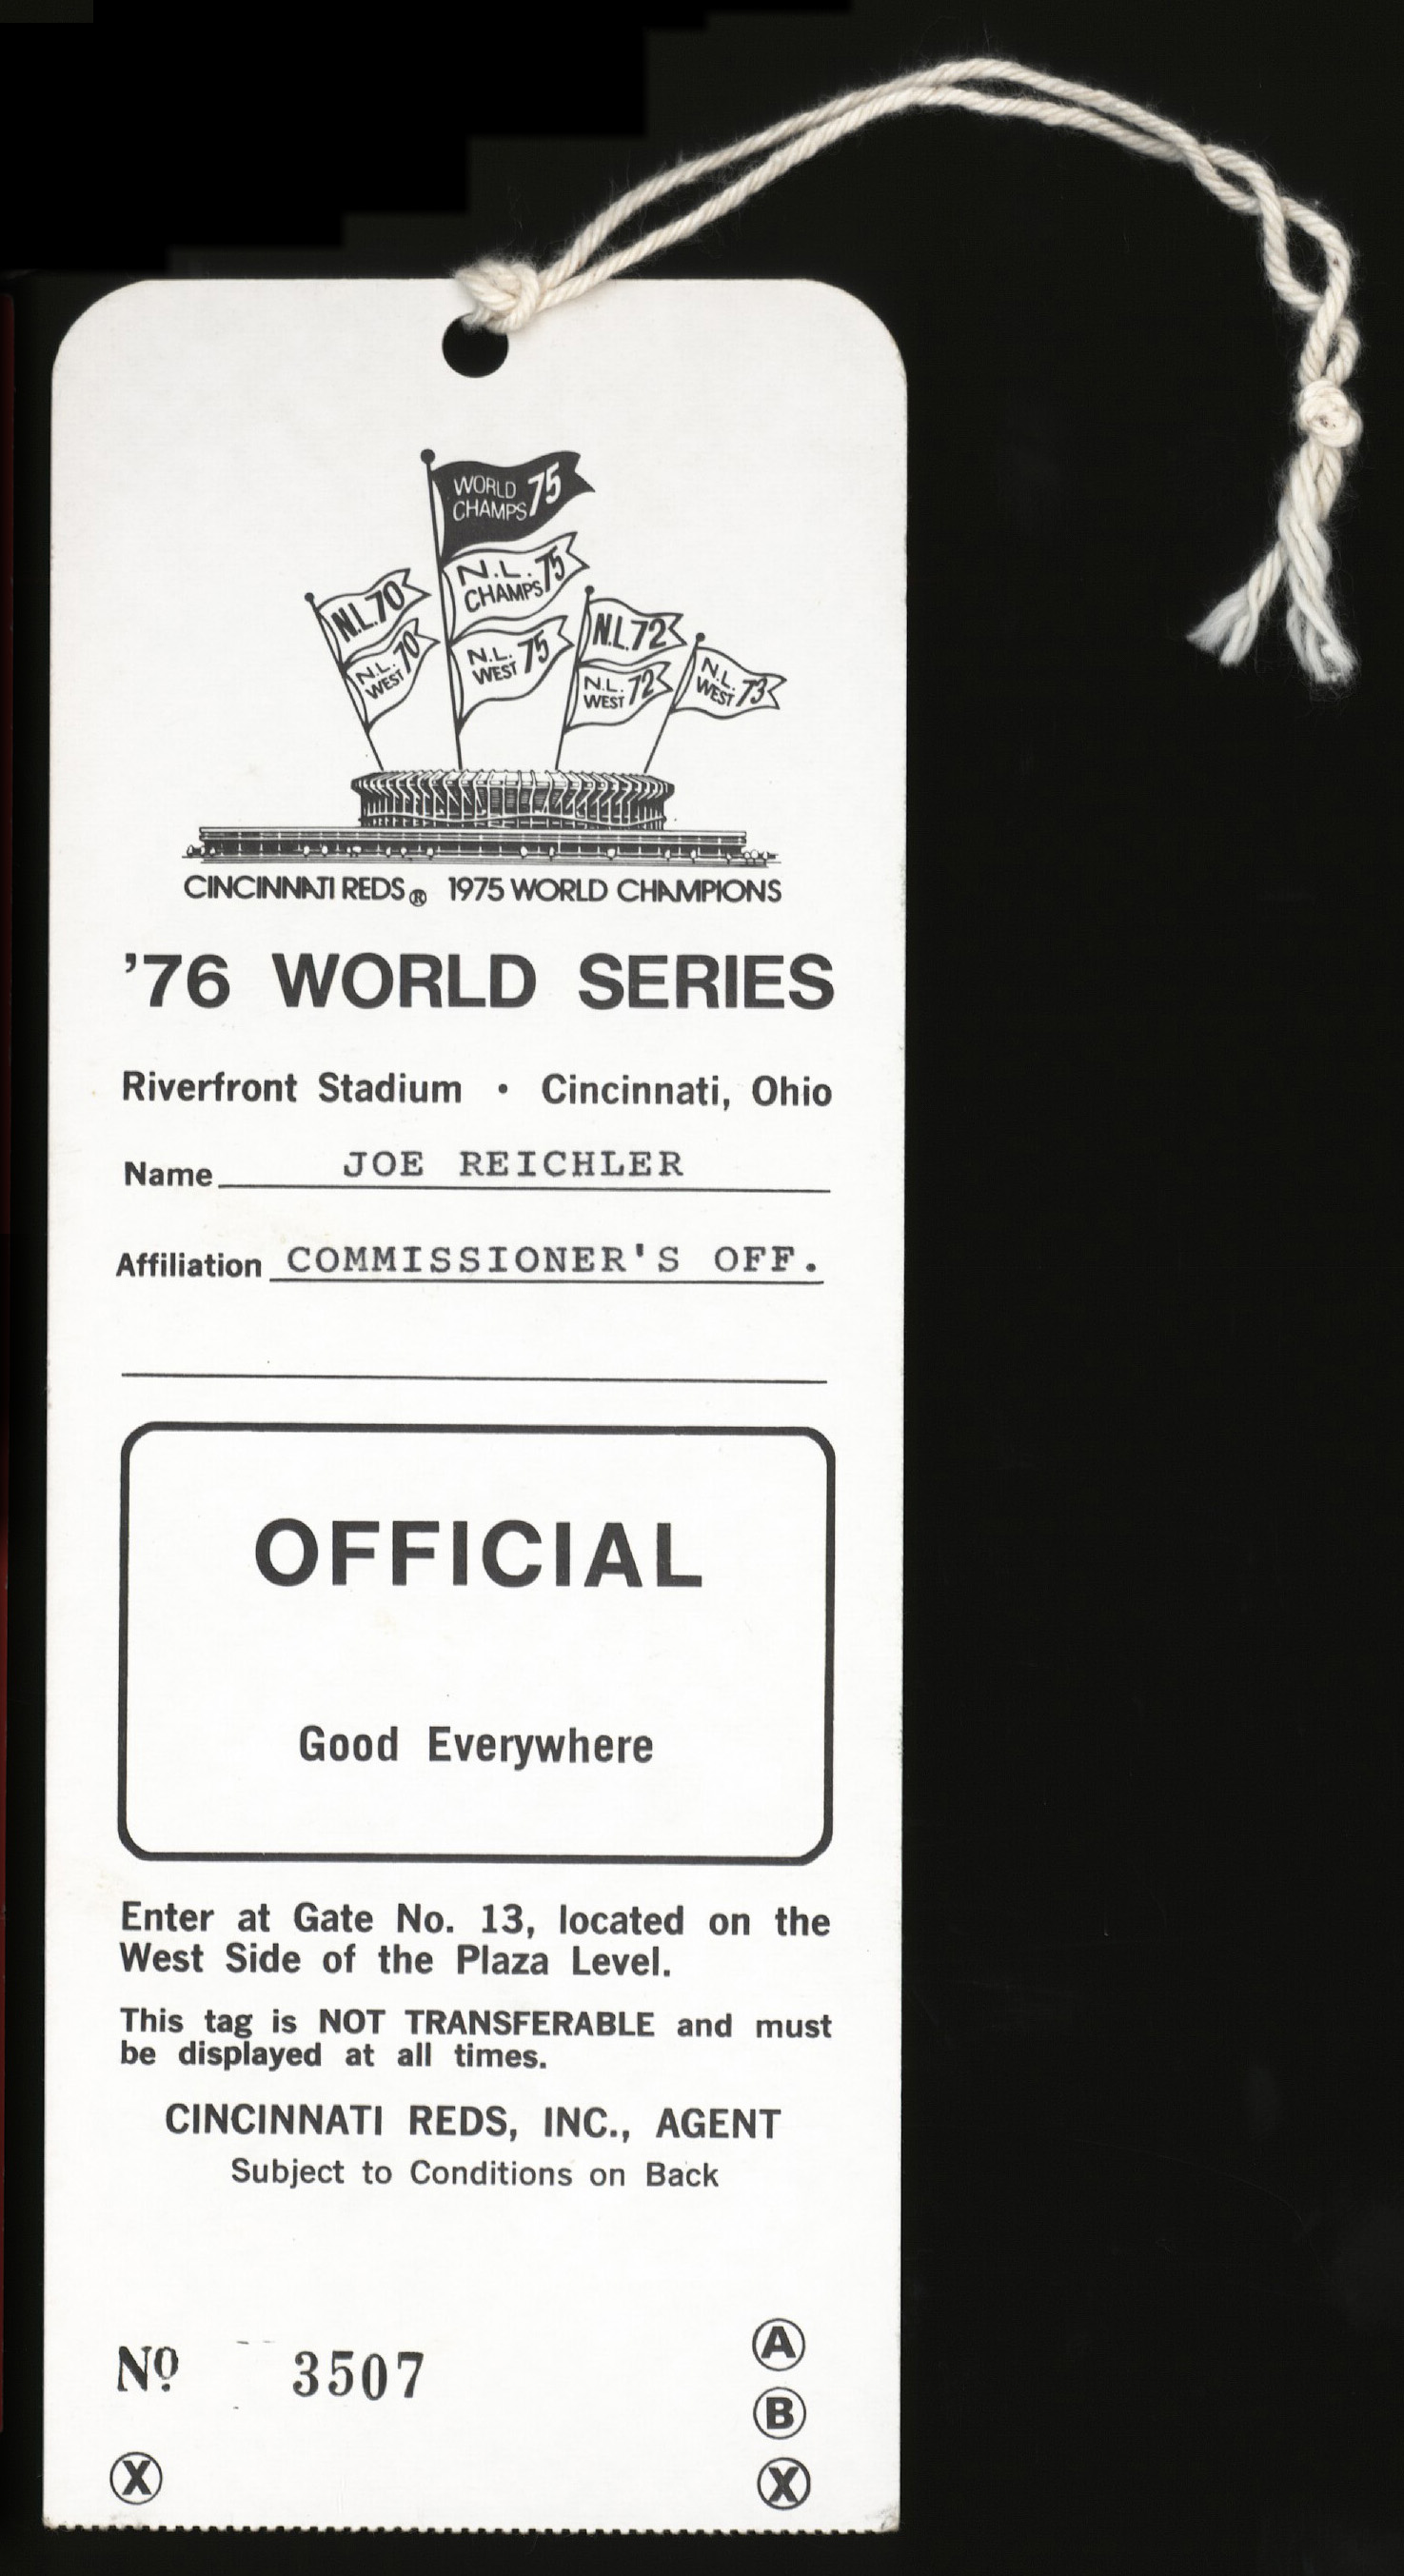 WORLD CHAMPS 75
N.L. CHAMPS 75
N.L. 70
N.L. WEST 70
N.L. WEST 75
N.L. 72
N.L. WEST 72
N.L. WEST 73
CINCINNATI REDS ® 1975 WORLD CHAMPIONS
'76 WORLD SERIES
Riverfront Stadium • Cincinnati, Ohio
Name JOE REICHLER
Affiliation COMMISSIONER'S OFF.
OFFICIAL
Good Everywhere
Enter at Gate No. 13, located on the
West Side of the Plaza Level.
This tag is NOT TRANSFERABLE and must
be displayed at all times.
CINCINNATI REDS, INC., AGENT
Subject to Conditions on Back
Nº 3507
A
B
X X